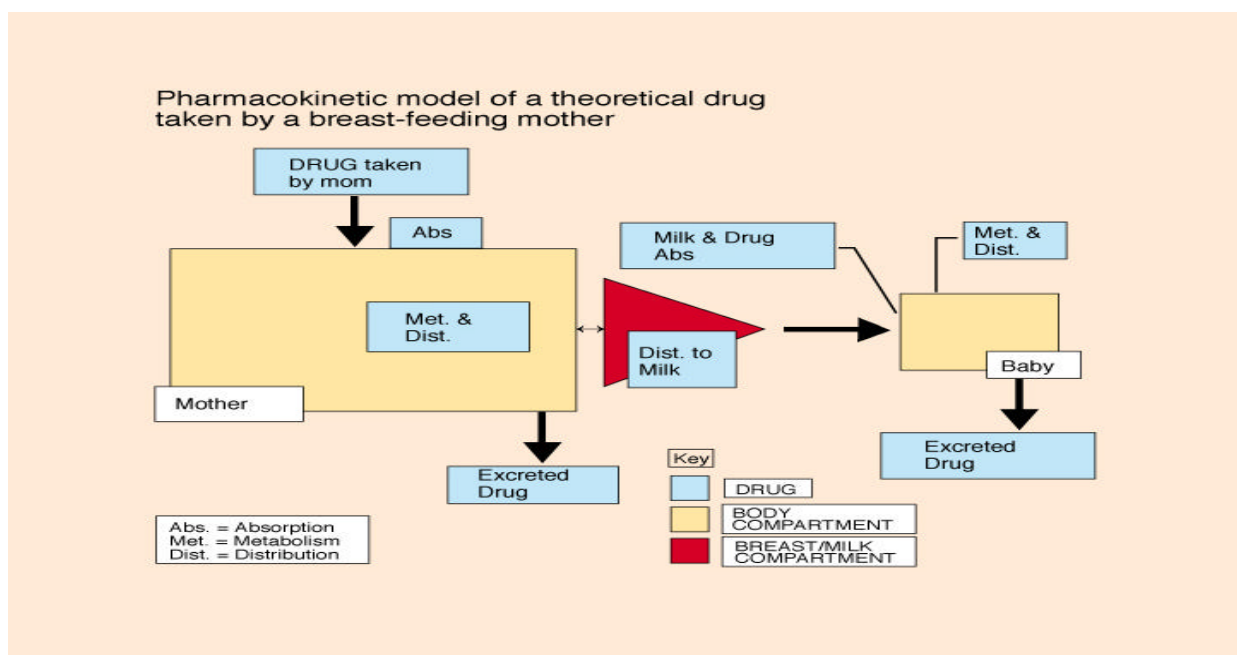 Pharmacokinetic model of a theoretical drug
taken by a breast-feeding mother
DRUG taken
by mom
Abs
Milk & Drug
Abs
Met. &
Dist.
Met. &
Dist.
Dist. to
Milk
Baby
Mother
Excreted
Drug
Excreted
Drug
Key
DRUG
BODY
COMPARTMENT
BREAST/MILK
COMPARTMENT
Abs. = Absorption
Met. = Metabolism
Dist. = Distribution